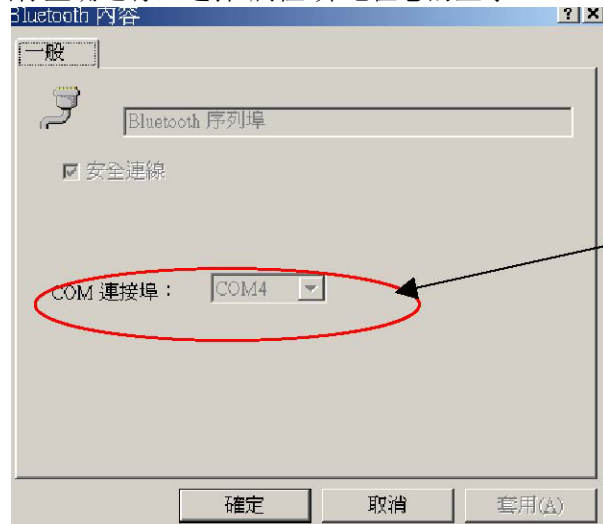 Bluetooth 內容
一般
Bluetooth 序列埠
安全連線
COM 連接埠：
COM4
確定
取消
套用(A)